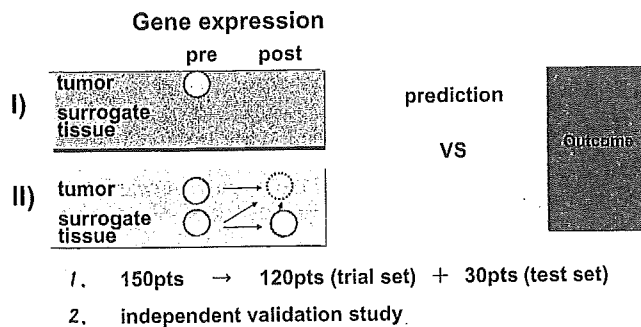 Gene expression
pre post
I)
tumor
surrogate
tissue
prediction
VS
Outcome
II)
tumor
surrogate
tissue
1. 150pts → 120pts (trial set) + 30pts (test set)
2. independent validation study